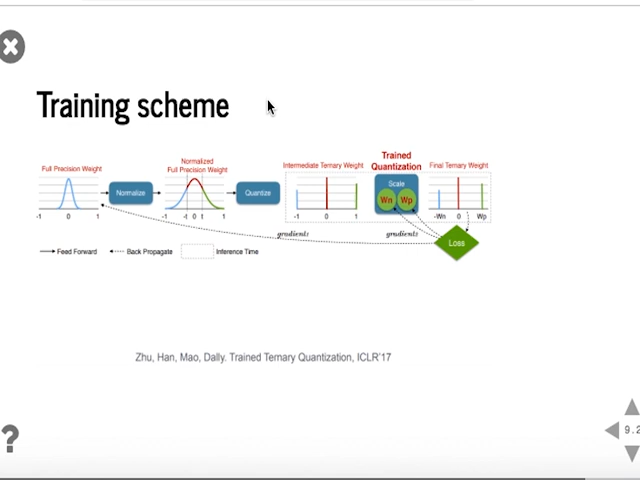 Training scheme
Full Precision Weight
Normalized
Full Precision Weight
Intermediate Ternary Weight
Trained
Quantization
Final Ternary Weight
Normalize
Quantize
Scale
Wn Wp
-1 0 1
-1 -t 0 t 1
-1 0 1
-Wn 0 Wp
gradients
gradients
Loss
Feed Forward
Back Propagate
Inference Time
Zhu, Han, Mao, Dally. Trained Ternary Quantization, ICLR'17
?
9.2